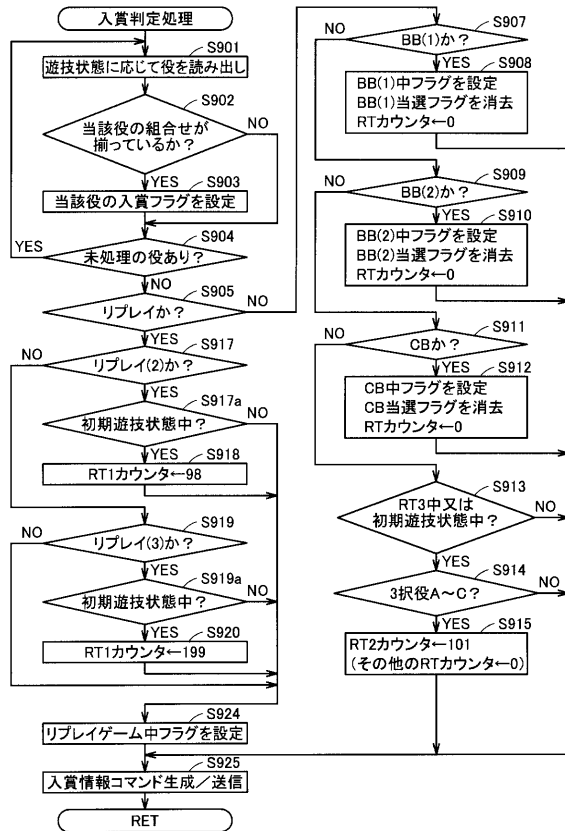 入賞判定処理
S901
遊技状態に応じて役を読み出し
S902
当該役の組合せが
揃っているか？
NO
YES
S903
当該役の入賞フラグを設定
S904
YES
未処理の役あり？
NO
S905
リプレイか？
NO
YES
S917
NO
リプレイ(2)か？
YES
S917a
初期遊技状態中？
NO
YES
S918
RT1カウンタ←98
S919
NO
リプレイ(3)か？
YES
S919a
初期遊技状態中？
NO
YES
S920
RT1カウンタ←199
S924
リプレイゲーム中フラグを設定
S925
入賞情報コマンド生成／送信
RET
S907
NO
BB(1)か？
YES
S908
BB(1)中フラグを設定
BB(1)当選フラグを消去
RTカウンタ←0
S909
NO
BB(2)か？
YES
S910
BB(2)中フラグを設定
BB(2)当選フラグを消去
RTカウンタ←0
S911
NO
CBか？
YES
S912
CB中フラグを設定
CB当選フラグを消去
RTカウンタ←0
S913
RT3中又は
初期遊技状態中？
NO
YES
S914
3択役A～C？
NO
YES
S915
RT2カウンタ←101
(その他のRTカウンタ←0)